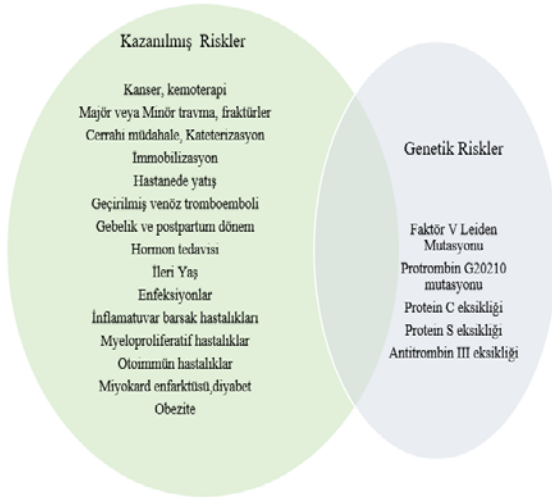 Kazanılmış Riskler
Kanser, kemoterapi
Majör veya Minör travma, fraktürler
Cerrahi müdahale, Kateterizasyon
İmmobilizasyon
Hastanede yatış
Geçirilmiş venöz tromboemboli
Gebelik ve postpartum dönem
Hormon tedavisi
İleri Yaş
Enfeksiyonlar
İnflamatuvar barsak hastalıkları
Myeloproliferatif hastalıklar
Otoimmün hastalıklar
Miyokard enfarktüsü,diyabet
Obezite
Genetik Riskler
Faktör V Leiden
Mutasyonu
Protrombin G20210
mutasyonu
Protein C eksikliği
Protein S eksikliği
Antitrombin III eksikliği